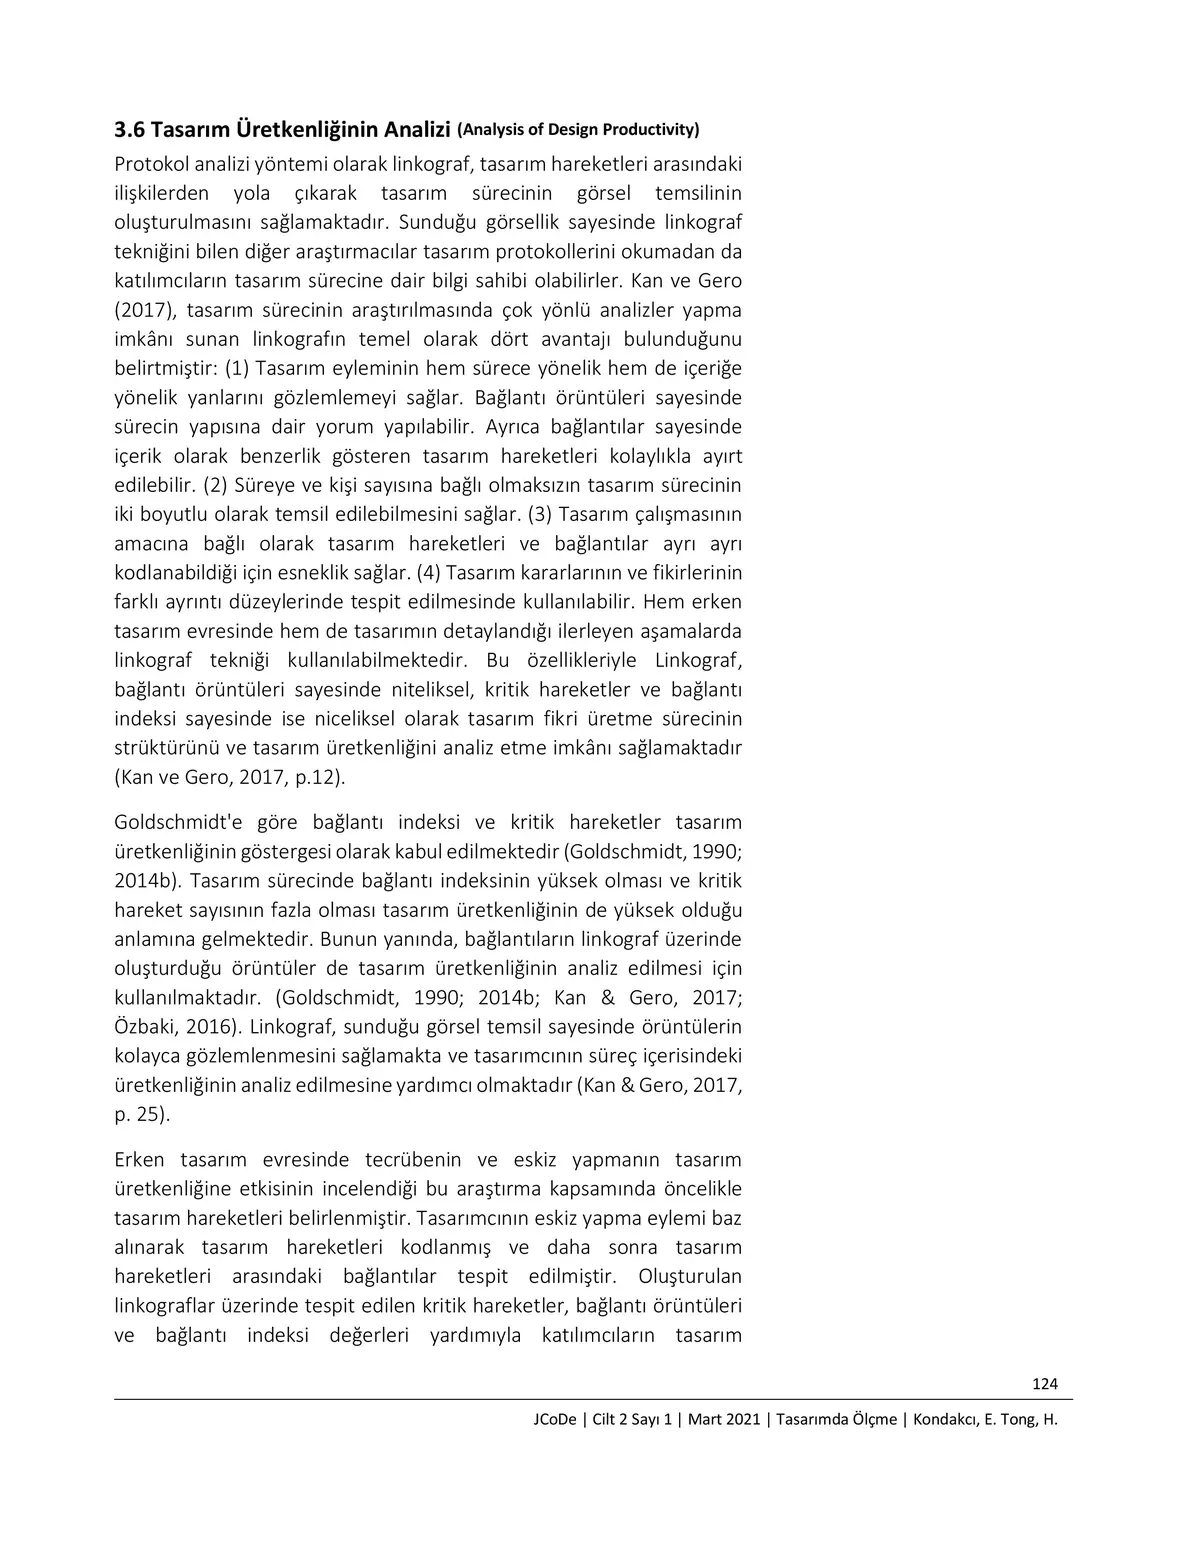 3.6 Tasarım Üretkenliğinin Analizi (Analysis of Design Productivity)
Protokol analizi yöntemi olarak linkograf, tasarım hareketleri arasındaki
ilişkilerden yola çıkarak tasarım sürecinin görsel temsilinin
oluşturulmasını sağlamaktadır. Sunduğu görsellik sayesinde linkograf
tekniğini bilen diğer araştırmacılar tasarım protokollerini okumadan da
katılımcıların tasarım sürecine dair bilgi sahibi olabilirler. Kan ve Gero
(2017), tasarım sürecinin araştırılmasında çok yönlü analizler yapma
imkânı sunan linkografın temel olarak dört avantajı bulunduğunu
belirtmiştir: (1) Tasarım eyleminin hem sürece yönelik hem de içeriğe
yönelik yanlarını gözlemlemeyi sağlar. Bağlantı örüntüleri sayesinde
sürecin yapısına dair yorum yapılabilir. Ayrıca bağlantılar sayesinde
içerik olarak benzerlik gösteren tasarım hareketleri kolaylıkla ayırt
edilebilir. (2) Süreye ve kişi sayısına bağlı olmaksızın tasarım sürecinin
iki boyutlu olarak temsil edilebilmesini sağlar. (3) Tasarım çalışmasının
amacına bağlı olarak tasarım hareketleri ve bağlantılar ayrı ayrı
kodlanabildiği için esneklik sağlar. (4) Tasarım kararlarının ve fikirlerinin
farklı ayrıntı düzeylerinde tespit edilmesinde kullanılabilir. Hem erken
tasarım evresinde hem de tasarımın detaylandığı ilerleyen aşamalarda
linkograf tekniği kullanılabilmektedir. Bu özellikleriyle Linkograf,
bağlantı örüntüleri sayesinde niteliksel, kritik hareketler ve bağlantı
indeksi sayesinde ise niceliksel olarak tasarım fikri üretme sürecinin
strüktürünü ve tasarım üretkenliğini analiz etme imkânı sağlamaktadır
(Kan ve Gero, 2017, p.12).
Goldschmidt'e göre bağlantı indeksi ve kritik hareketler tasarım
üretkenliğinin göstergesi olarak kabul edilmektedir (Goldschmidt, 1990;
2014b). Tasarım sürecinde bağlantı indeksinin yüksek olması ve kritik
hareket sayısının fazla olması tasarım üretkenliğinin de yüksek olduğu
anlamına gelmektedir. Bunun yanında, bağlantıların linkograf üzerinde
oluşturduğu örüntüler de tasarım üretkenliğinin analiz edilmesi için
kullanılmaktadır. (Goldschmidt, 1990; 2014b; Kan & Gero, 2017;
Özbaki, 2016). Linkograf, sunduğu görsel temsil sayesinde örüntülerin
kolayca gözlemlenmesini sağlamakta ve tasarımcının süreç içerisindeki
üretkenliğinin analiz edilmesine yardımcı olmaktadır (Kan & Gero, 2017,
p. 25).
Erken tasarım evresinde tecrübenin ve eskiz yapmanın tasarım
üretkenliğine etkisinin incelendiği bu araştırma kapsamında öncelikle
tasarım hareketleri belirlenmiştir. Tasarımcının eskiz yapma eylemi baz
alınarak tasarım hareketleri kodlanmış ve daha sonra tasarım
hareketleri arasındaki bağlantılar tespit edilmiştir. Oluşturulan
linkograflar üzerinde tespit edilen kritik hareketler, bağlantı örüntüleri
ve bağlantı indeksi değerleri yardımıyla katılımcıların tasarım
124
JCoDe | Cilt 2 Sayı 1 | Mart 2021 | Tasarımda Ölçme | Kondakcı, E. Tong, H.